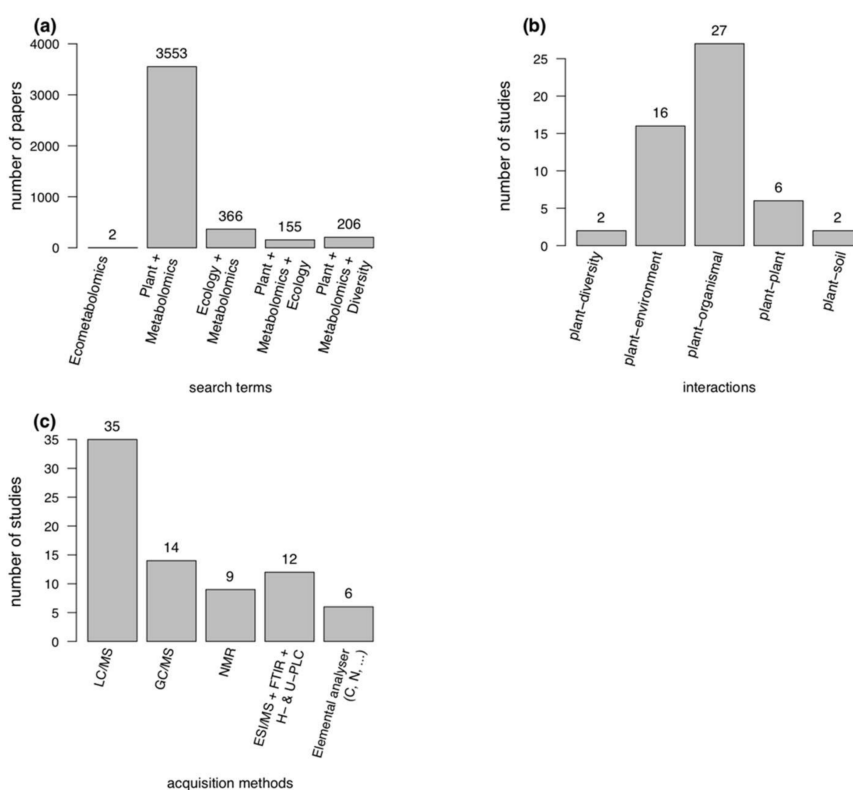 (a)
number of papers
4000
3000
2000
1000
0
2
3553
366
155
206
Ecometabolomics
Plant +
Metabolomics
Ecology +
Metabolomics
Plant +
Metabolomics +
Ecology
Plant +
Metabolomics +
Diversity
search terms
(b)
number of studies
25
20
15
10
5
0
2
16
27
6
2
plant-diversity
plant-environment
plant-organismal
plant-plant
plant-soil
interactions
(c)
number of studies
35
30
25
20
15
10
5
0
35
14
9
12
6
LC/MS
GC/MS
NMR
ESI/MS + FTIR +
H- & U-PLC
Elemental analyser
(C, N, ...)
acquisition methods